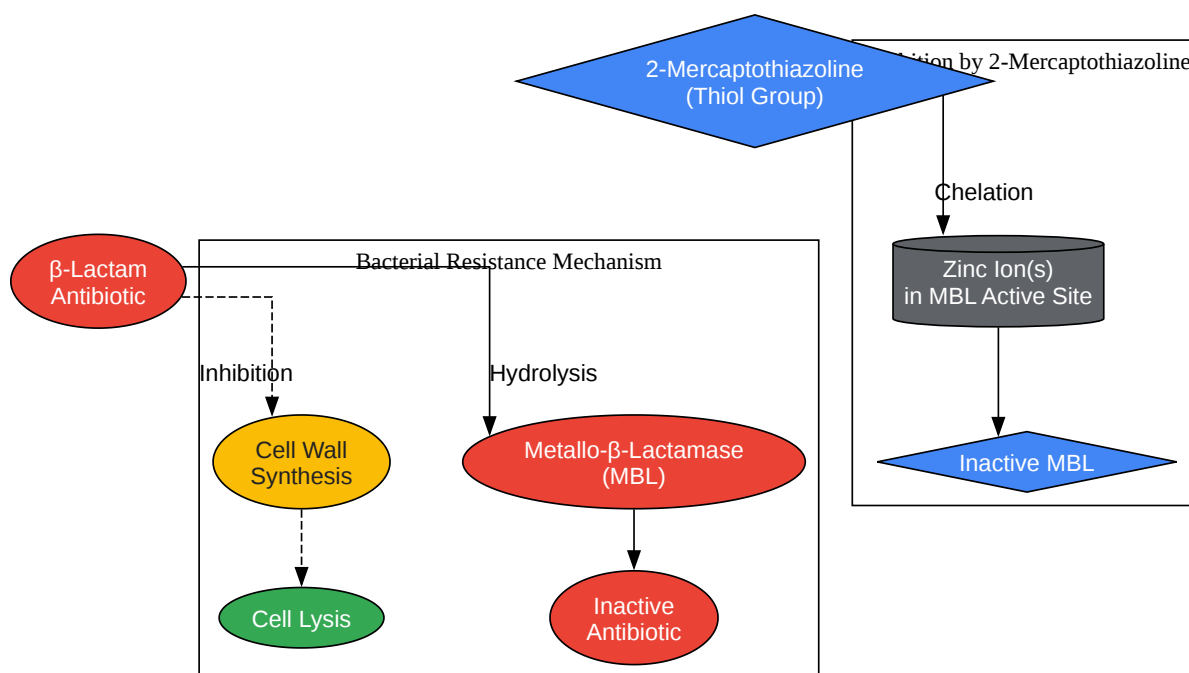 2-Mercaptothiazoline
(Thiol Group)
by 2-Mercaptothiazoline
Chelation
β-Lactam
Antibiotic
Bacterial Resistance Mechanism
Zinc Ion(s)
in MBL Active Site
Inhibition
Hydrolysis
Cell Wall
Synthesis
Metallo-β-Lactamase
(MBL)
Inactive MBL
Cell Lysis
Inactive
Antibiotic